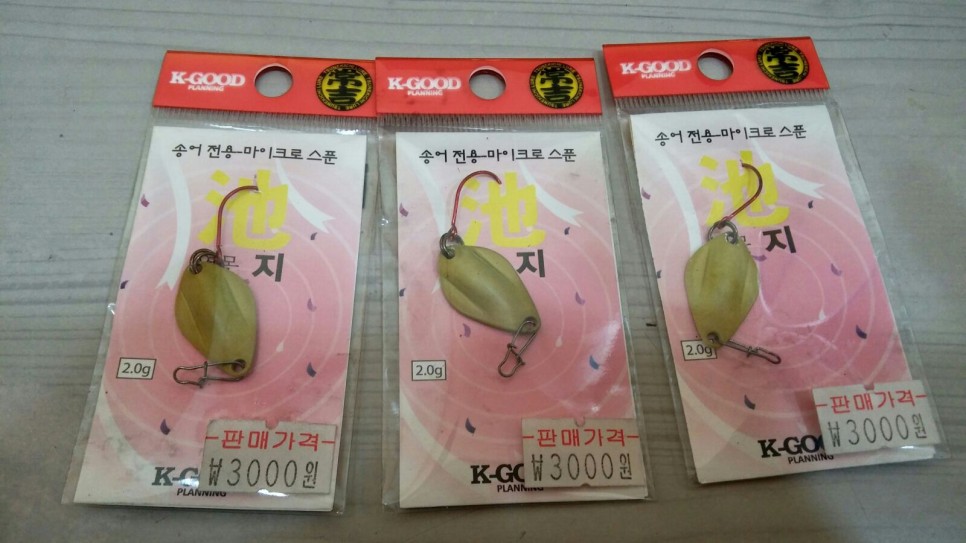 K-GOOD
PLANNING
송어 전용 마이크로 스푼
池
지
2.0g
판매가격
₩3000원
K-GOOD
PLANNING
K-GOOD
PLANNING
송어 전용 마이크로 스푼
池
지
2.0g
판매가격
₩3000원
K-GOO
PLANNING
K-GOOD
PLANNING
송어 전용 마이크로 스푼
池
지
2.0g
판매가격
₩3000원
K-GOO
PLANNING